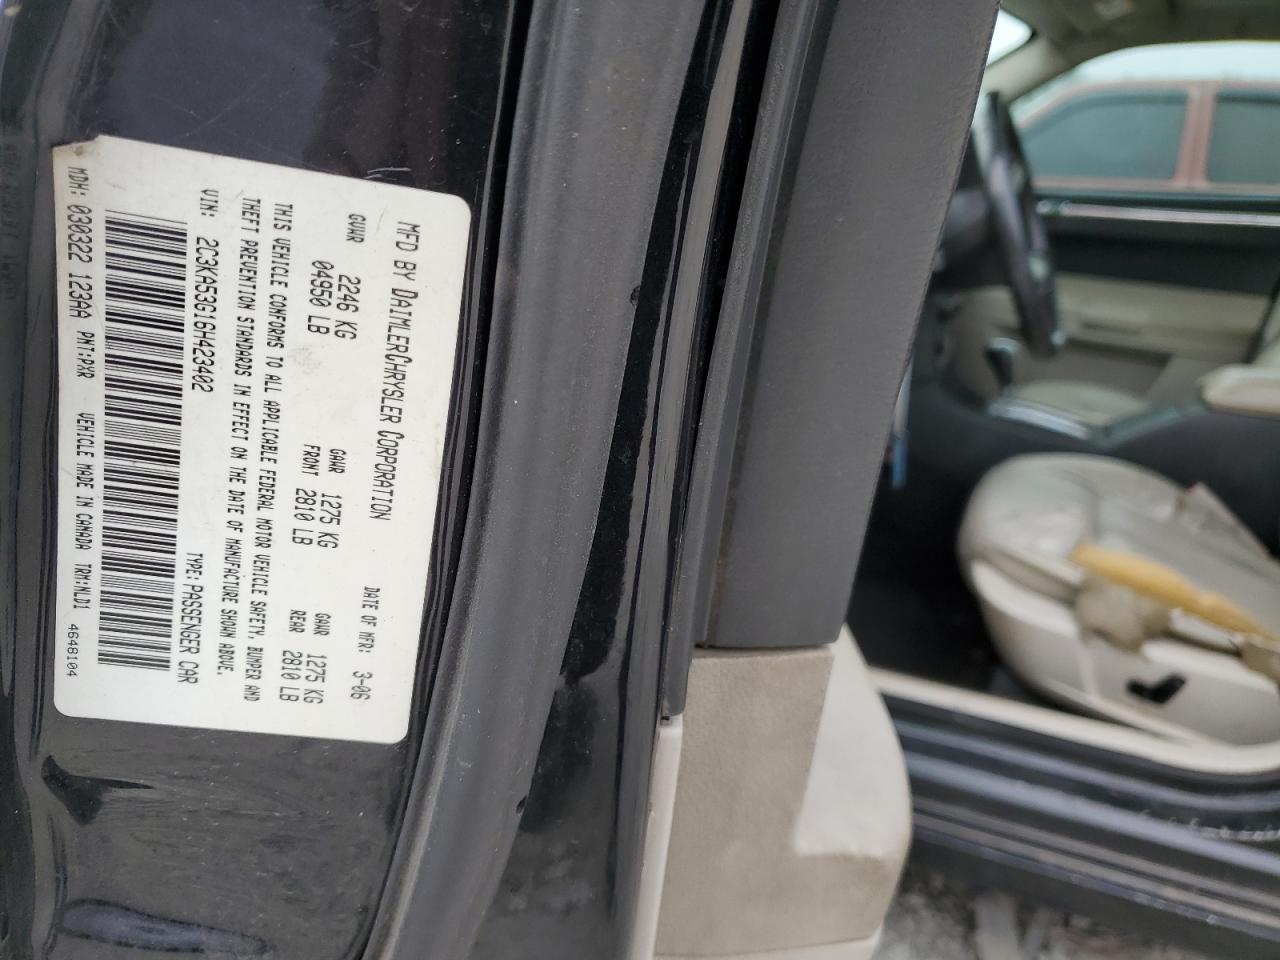 MFD BY DAIMLERCHRYSLER CORPORATION
DATE OF MFR: 3-06
GVWR 2246 KG
04950 LB
GAWR 1275 KG
FRONT 2810 LB
GAWR 1275 KG
REAR 2810 LB
THIS VEHICLE CONFORMS TO ALL APPLICABLE FEDERAL MOTOR VEHICLE SAFETY, BUMPER AND
THEFT PREVENTION STANDARDS IN EFFECT ON THE DATE OF MANUFACTURE SHOWN ABOVE.
VIN: 2C3KA53G16H423402 TYPE: PASSENGER CAR
MDH: 030322 123AA PNT:PXR VEHICLE MADE IN CANADA TRM:MLD1 4648104